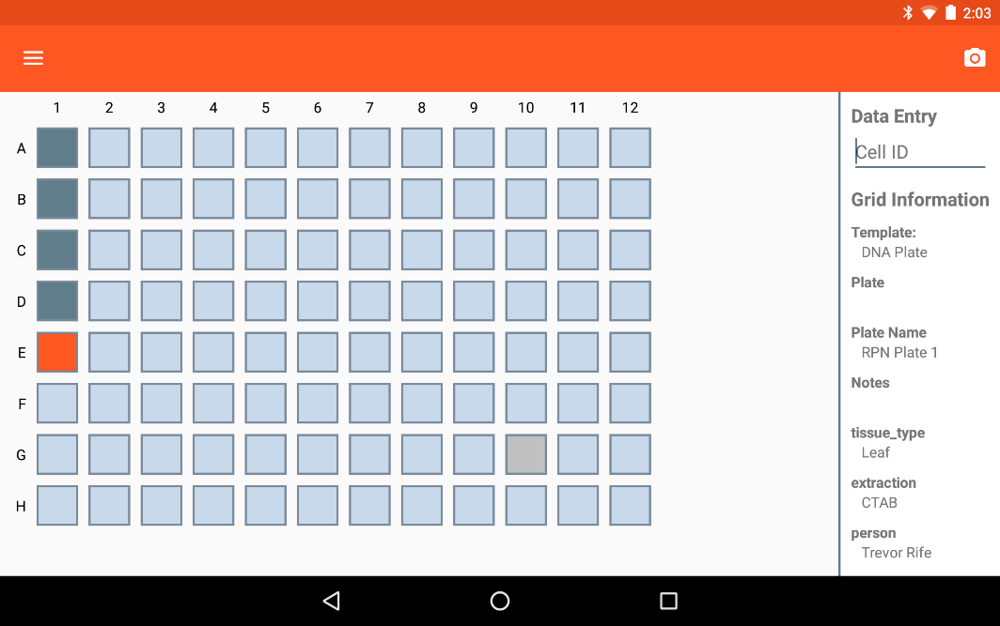 2:03
1 2 3 4 5 6 7 8 9 10 11 12
A
B
C
D
E
F
G
H
Data Entry
Cell ID
Grid Information
Template:
DNA Plate
Plate
Plate Name
RPN Plate 1
Notes
tissue_type
Leaf
extraction
CTAB
person
Trevor Rife